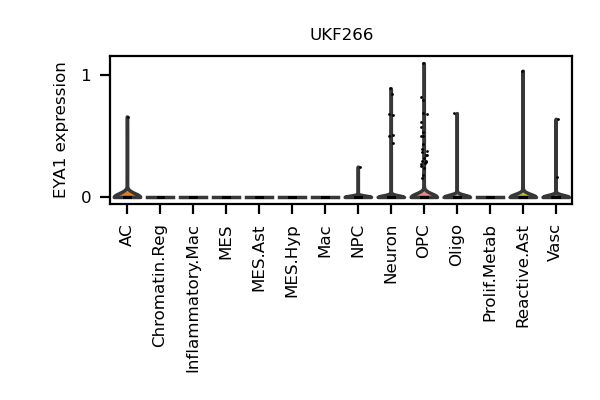 UKF266
EYA1 expression
1
0
AC
Chromatin.Reg
Inflammatory.Mac
MES
MES.Ast
MES.Hyp
Mac
NPC
Neuron
OPC
Oligo
Prolif.Metab
Reactive.Ast
Vasc